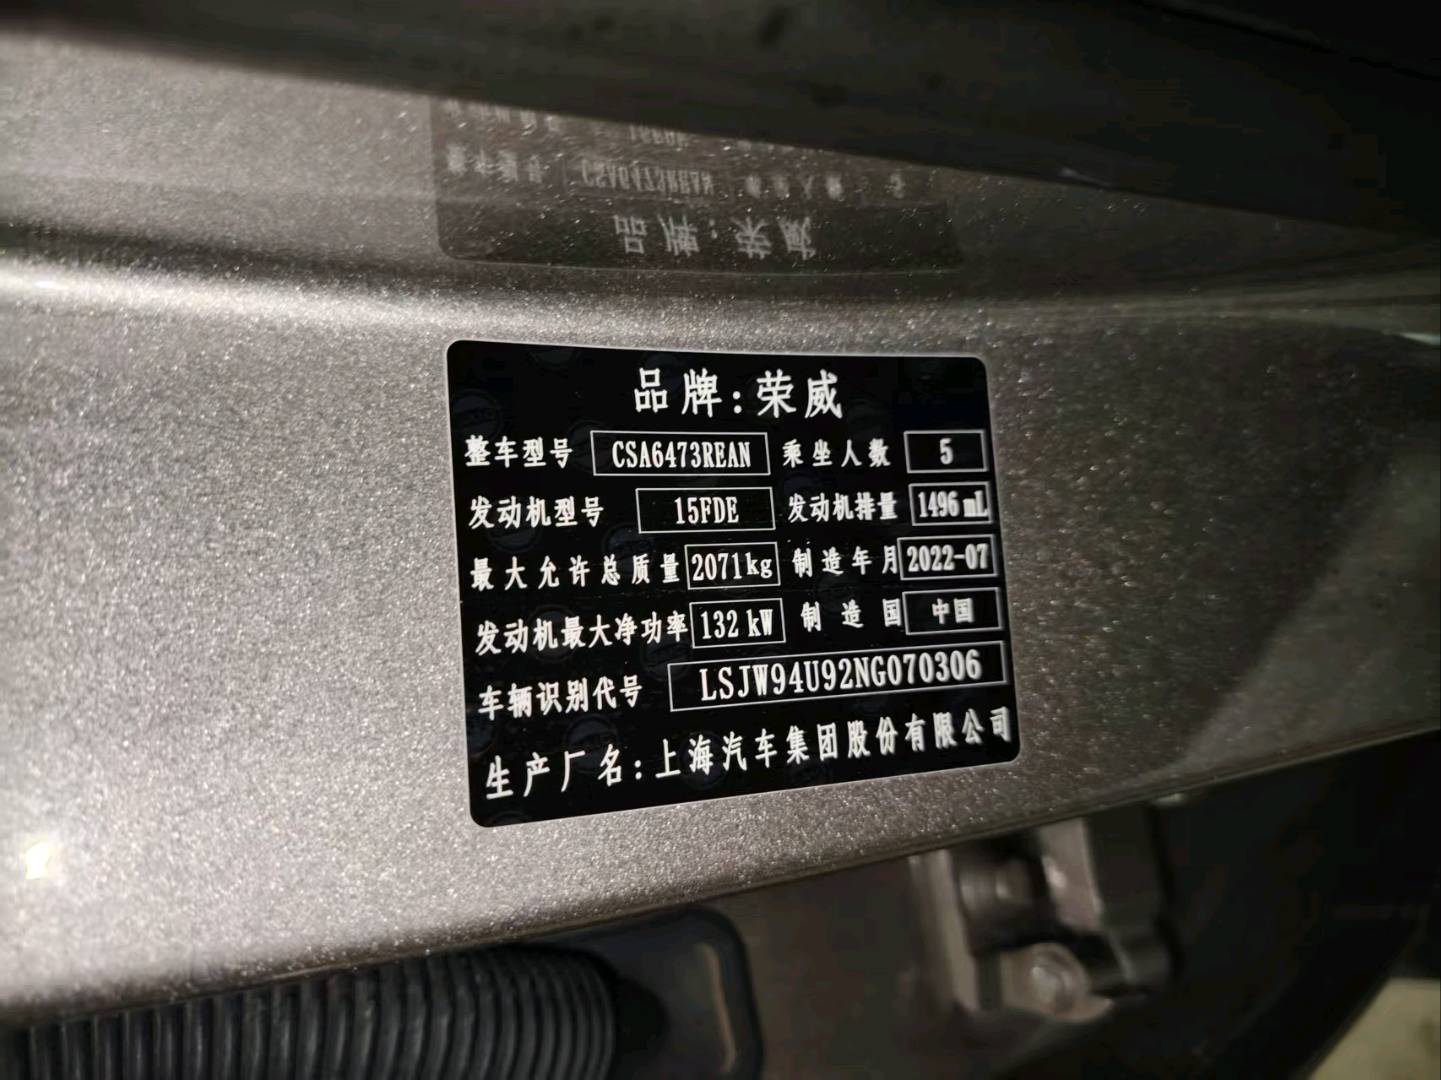 品牌:荣威
整车型号 CSA6473REAN 乘坐人数 5
发动机型号 15FDE 发动机排量 1496 mL
最大允许总质量 2071kg 制造年月 2022-07
发动机最大净功率 132 kW 制造国 中国
车辆识别代号 LSJW94U92NG070306
生产厂名:上海汽车集团股份有限公司